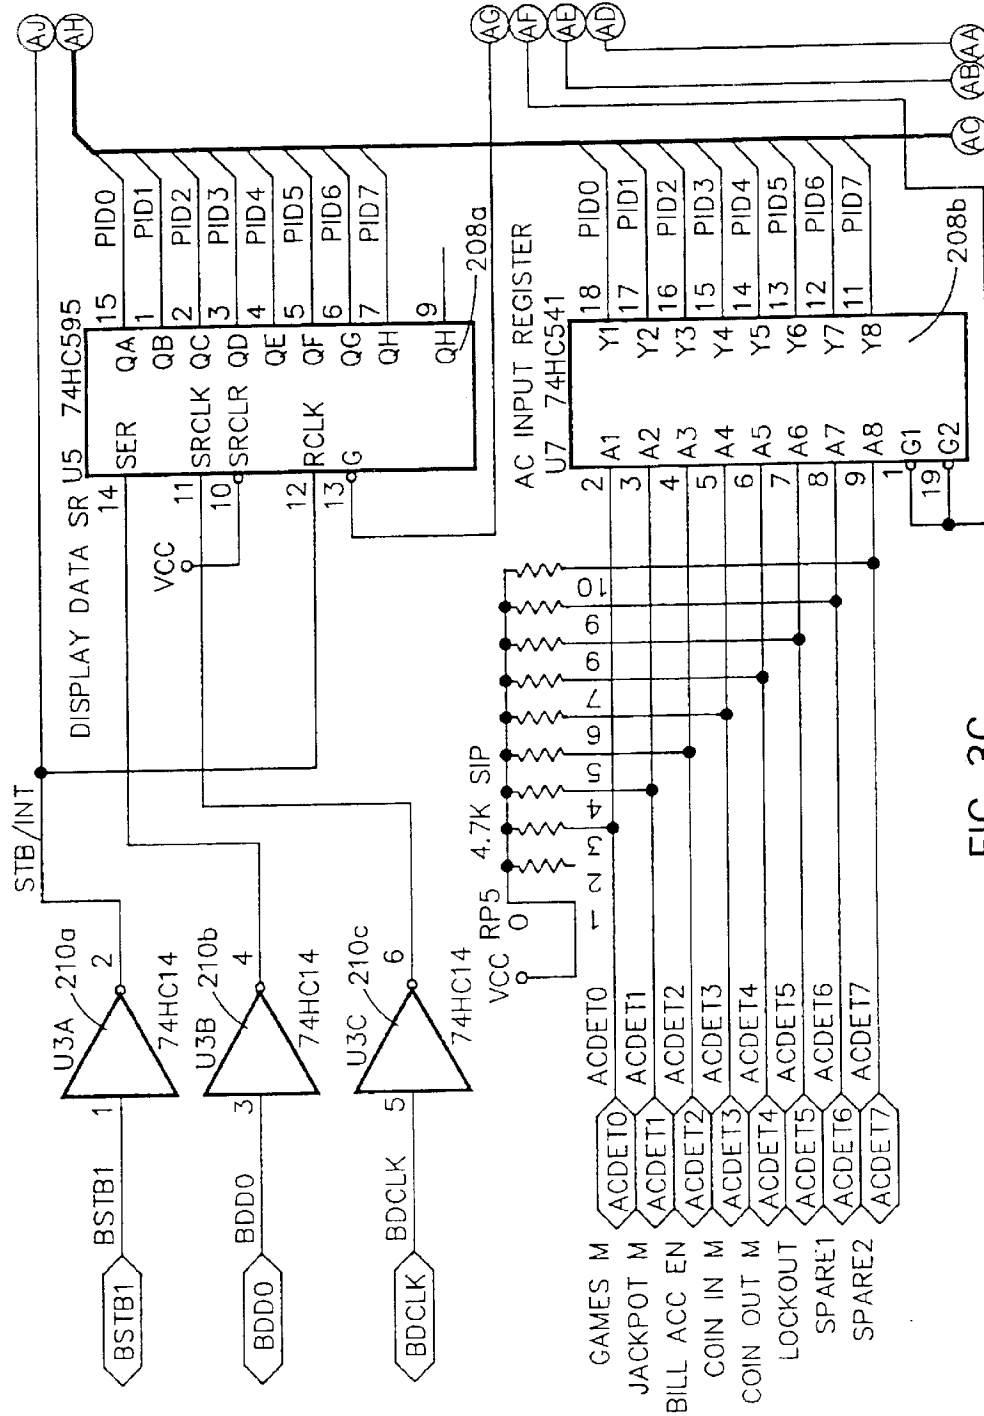 AJ
AH
AG
AF
AE
AD
AC
AB
AA
STB/INT
DISPLAY DATA SR U5 74HC595
14 SER
11 SRCLK
10 SRCLR
12 RCLK
13 G
QA 15 PID0
QB 1 PID1
QC 2 PID2
QD 3 PID3
QE 4 PID4
QF 5 PID5
QG 6 PID6
QH 7 PID7
QH 9
208a
VCC
U3A 210a
1 2
74HC14
U3B 210b
3 4
74HC14
U3C 210c
5 6
74HC14
BSTB1 BSTB1
BDD0 BDD0
BDCLK BDCLK
AC INPUT REGISTER
U7 74HC541
2 A1 Y1 18 PID0
3 A2 Y2 17 PID1
4 A3 Y3 16 PID2
5 A4 Y4 15 PID3
6 A5 Y5 14 PID4
7 A6 Y6 13 PID5
8 A7 Y7 12 PID6
9 A8 Y8 11 PID7
1 G1
19 G2
208b
VCC RP5 4.7K SIP
0
1 2 3 4 5 6 7 9 9 10
GAMES M ACDET0 ACDET0
JACKPOT M ACDET1 ACDET1
BILL ACC EN ACDET2 ACDET2
COIN IN M ACDET3 ACDET3
COIN OUT M ACDET4 ACDET4
LOCKOUT ACDET5 ACDET5
SPARE1 ACDET6 ACDET6
SPARE2 ACDET7 ACDET7
FIG. 3C